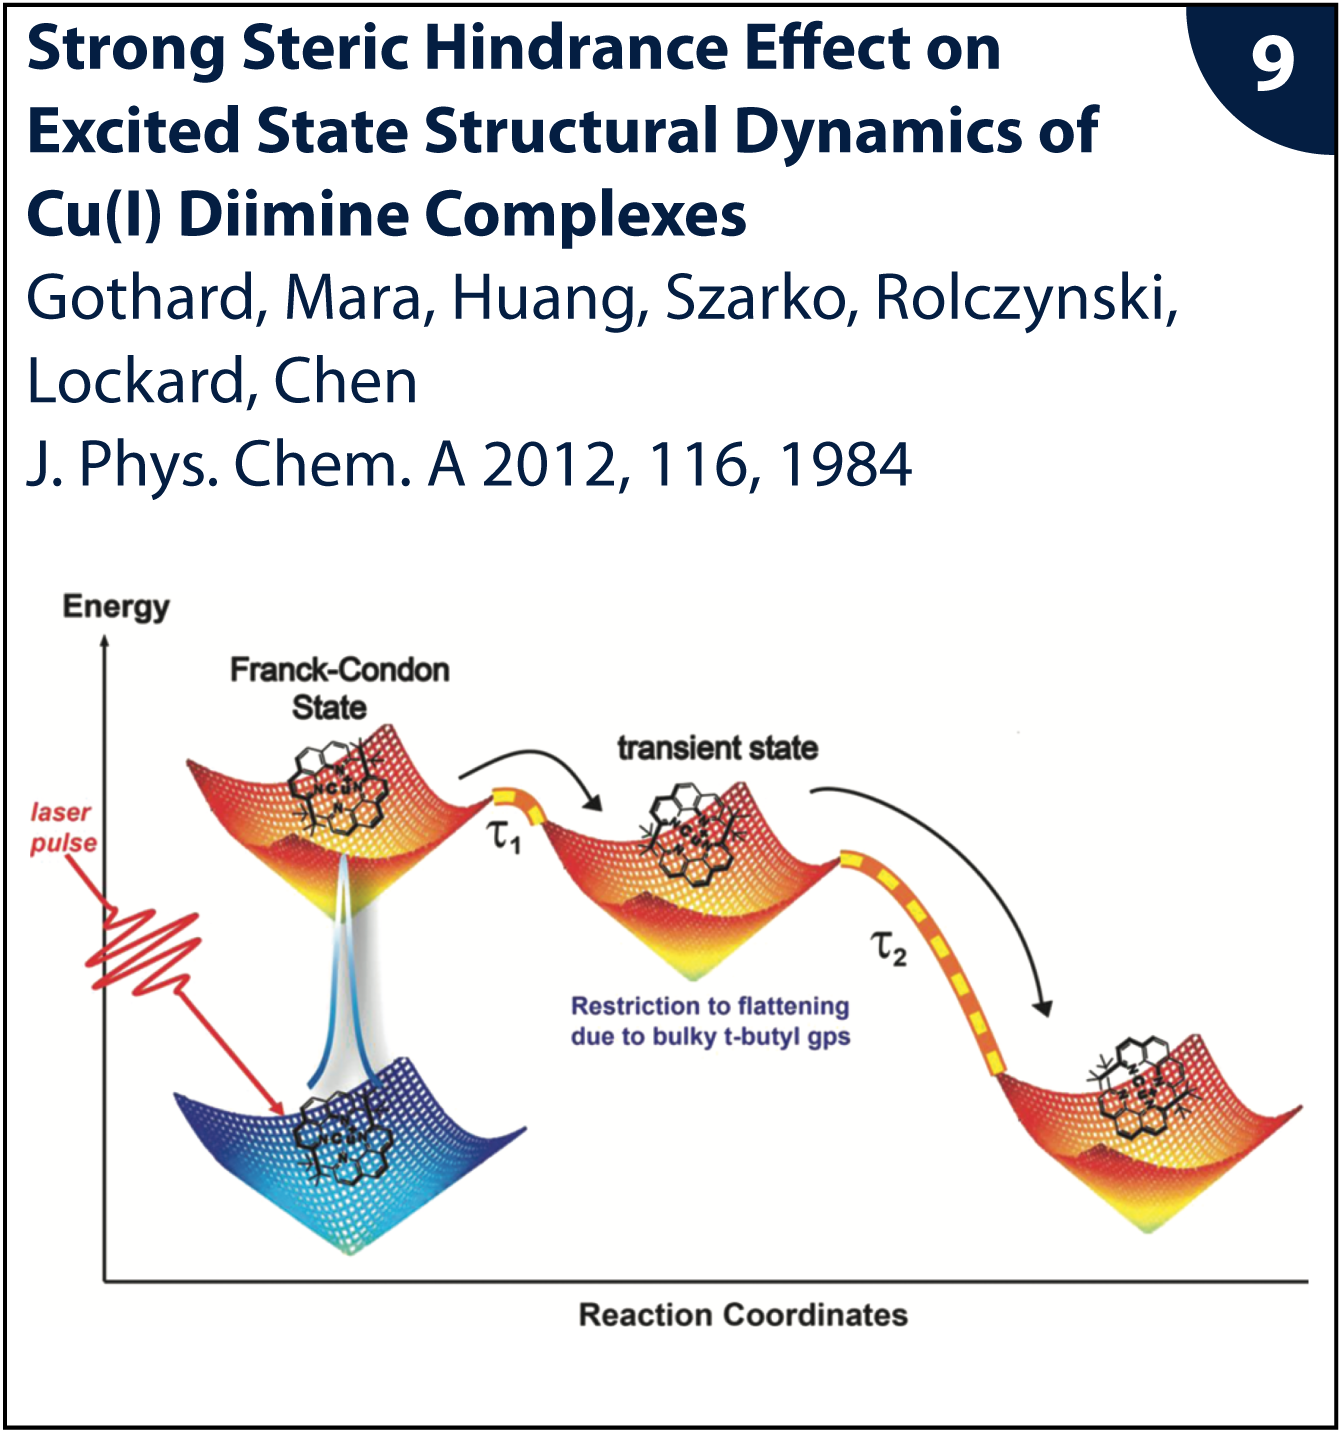 Strong Steric Hindrance Effect on
Excited State Structural Dynamics of
Cu(I) Diimine Complexes
9
Gothard, Mara, Huang, Szarko, Rolczynski,
Lockard, Chen
J. Phys. Chem. A 2012, 116, 1984
Energy
Franck-Condon
State
transient state
laser
pulse
τ1
τ2
Restriction to flattening
due to bulky t-butyl gps
Reaction Coordinates